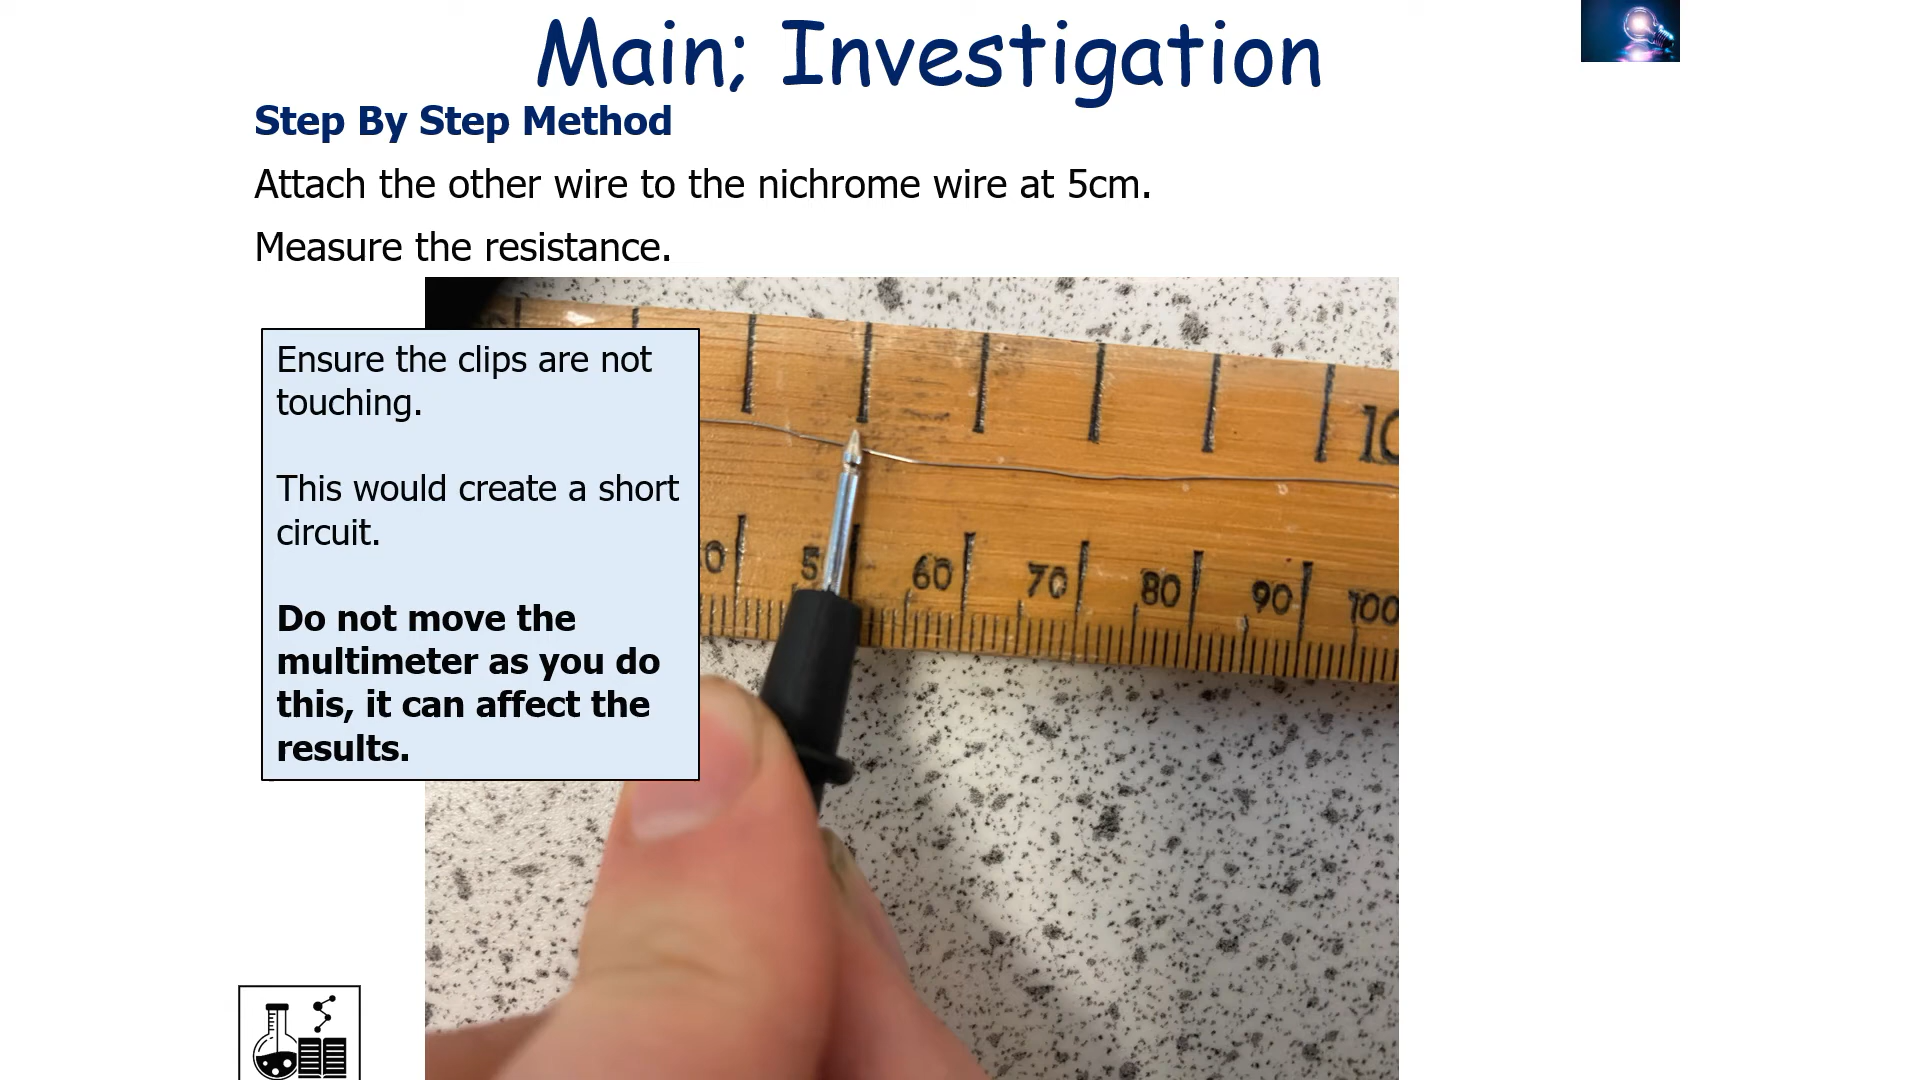 Main; Investigation
Step By Step Method
Attach the other wire to the nichrome wire at 5cm.
Measure the resistance.
Ensure the clips are not
touching.
This would create a short
circuit.
Do not move the
multimeter as you do
this, it can affect the
results.
10
60 70 80 90 100